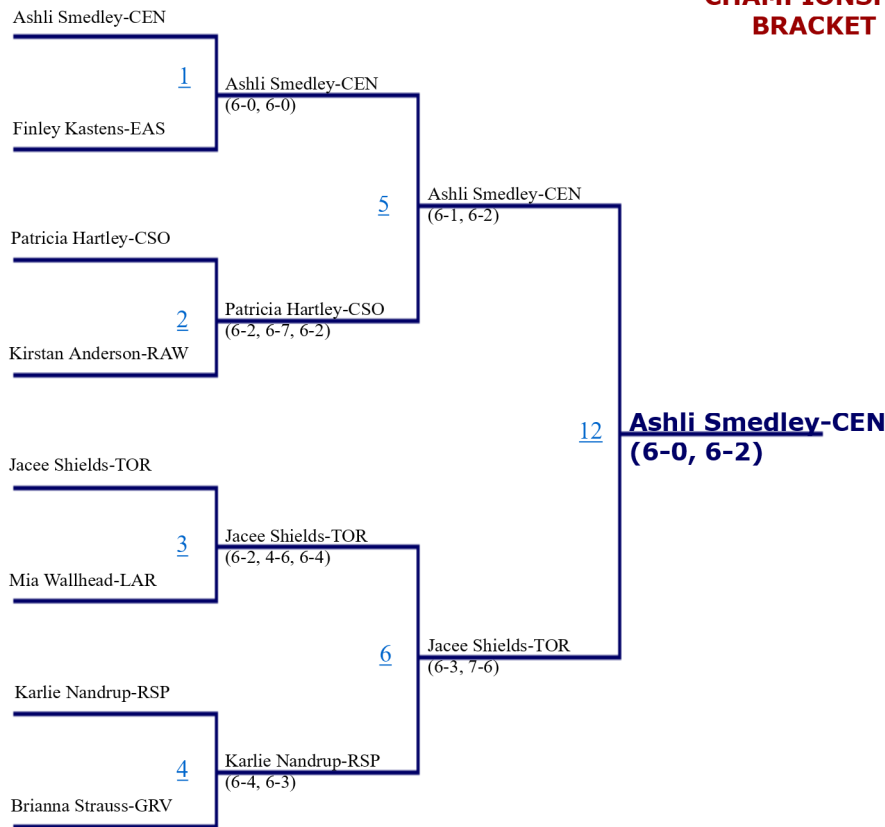 BRACKET
Ashli Smedley-CEN
1
Ashli Smedley-CEN
(6-0, 6-0)
Finley Kastens-EAS
5
Ashli Smedley-CEN
(6-1, 6-2)
Patricia Hartley-CSO
2
Patricia Hartley-CSO
(6-2, 6-7, 6-2)
Kirstan Anderson-RAW
12
Ashli Smedley-CEN
(6-0, 6-2)
Jacee Shields-TOR
3
Jacee Shields-TOR
(6-2, 4-6, 6-4)
Mia Wallhead-LAR
6
Jacee Shields-TOR
(6-3, 7-6)
Karlie Nandrup-RSP
4
Karlie Nandrup-RSP
(6-4, 6-3)
Brianna Strauss-GRV